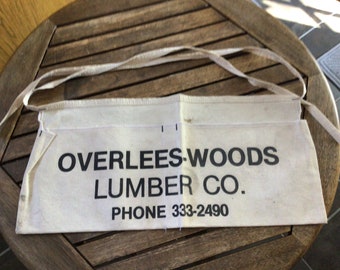 OVERLEES-WOODS
LUMBER CO.
PHONE 333-2490